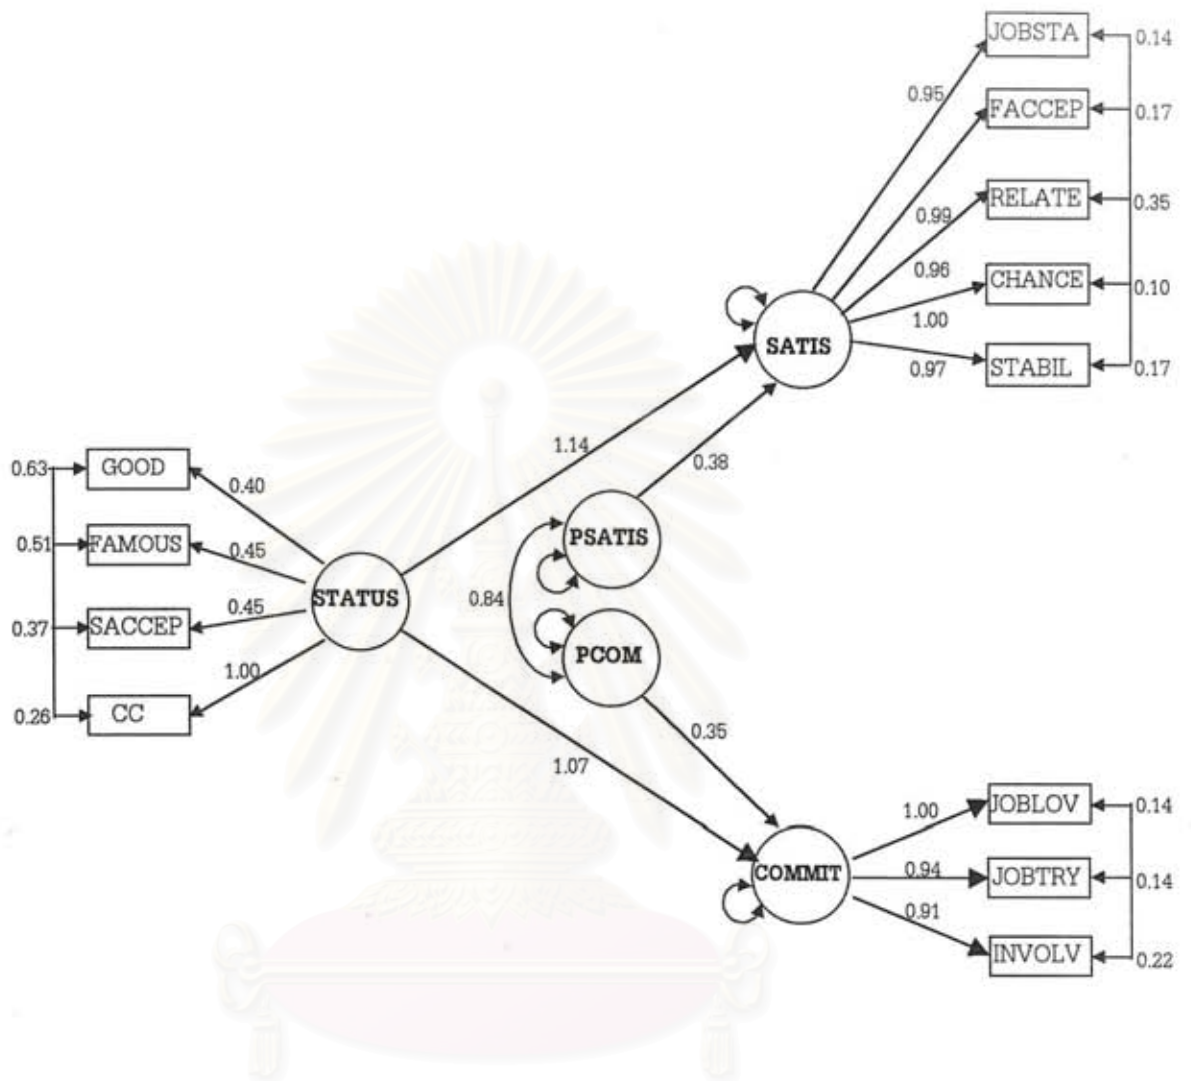 JOBSTA
0.14
0.95
FACCEP
0.17
RELATE
0.35
0.99
0.96
CHANCE
0.10
1.00
SATIS
STABIL
0.17
0.97
1.14
0.38
0.63
GOOD
0.40
0.51
FAMOUS
0.45
PSATIS
0.84
STATUS
0.45
0.37
SACCEP
PCOM
1.00
0.26
CC
0.35
1.07
1.00
JOBLOV
0.14
COMMIT
0.94
JOBTRY
0.14
0.91
INVOLV
0.22